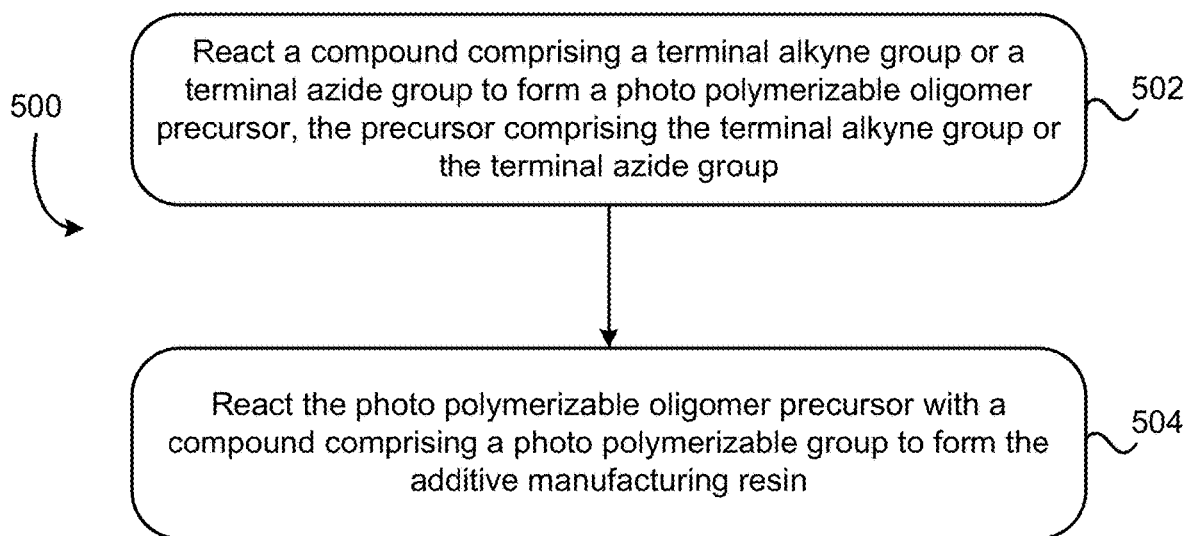 React a compound comprising a terminal alkyne group or a
terminal azide group to form a photo polymerizable oligomer
precursor, the precursor comprising the terminal alkyne group or
the terminal azide group
502
500
React the photo polymerizable oligomer precursor with a
compound comprising a photo polymerizable group to form the
additive manufacturing resin
504